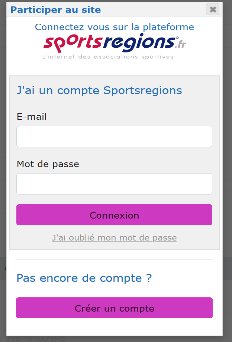 Participer au site
Connectez vous sur la plateforme
sportsregions.fr
L'internet des associations sportives
J'ai un compte Sportsregions
E-mail
Mot de passe
Connexion
J'ai oublié mon mot de passe
Pas encore de compte ?
Créer un compte